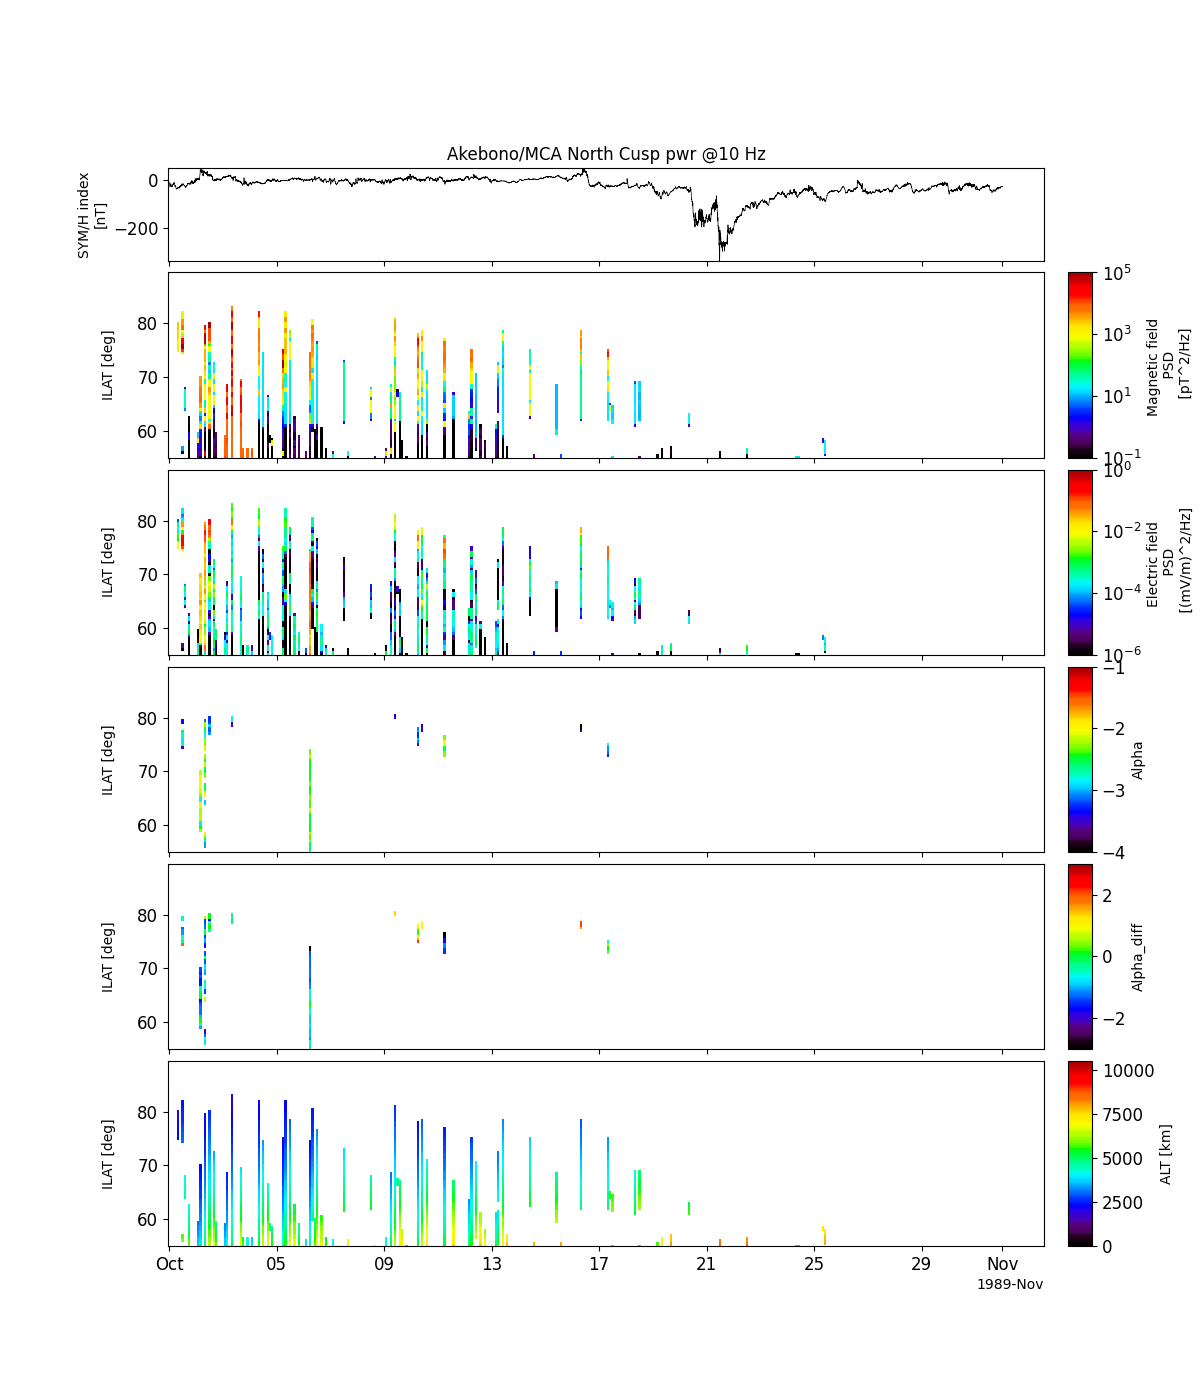 Akebono/MCA North Cusp pwr @10 Hz
SYM/H index
[nT]
0
−200
ILAT [deg]
80
70
60
10^5
10^3
10^1
10^−1
Magnetic field
PSD
[pT^2/Hz]
ILAT [deg]
80
70
60
10^0
10^−2
10^−4
10^−6
Electric field
PSD
[(mV/m)^2/Hz]
ILAT [deg]
80
70
60
−1
−2
−3
−4
Alpha
ILAT [deg]
80
70
60
2
0
−2
Alpha_diff
ILAT [deg]
80
70
60
10000
7500
5000
2500
0
ALT [km]
Oct 05 09 13 17 21 25 29 Nov
1989-Nov